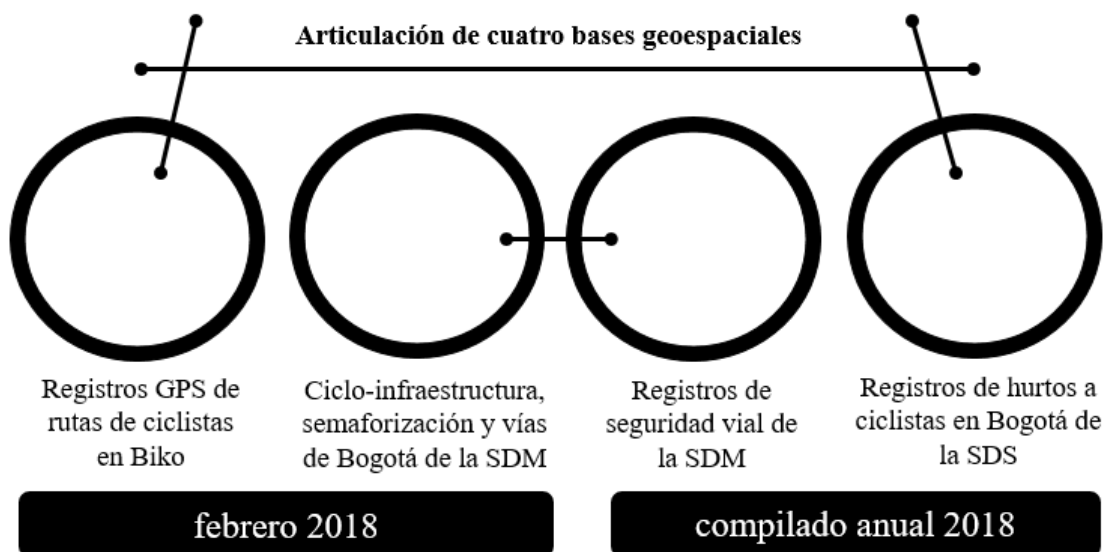 Articulación de cuatro bases geoespaciales
Registros GPS de
rutas de ciclistas
en Biko
Ciclo-infraestructura,
semaforización y vías
de Bogotá de la SDM
Registros de
seguridad vial de
la SDM
Registros de hurtos a
ciclistas en Bogotá de
la SDS
febrero 2018
compilado anual 2018